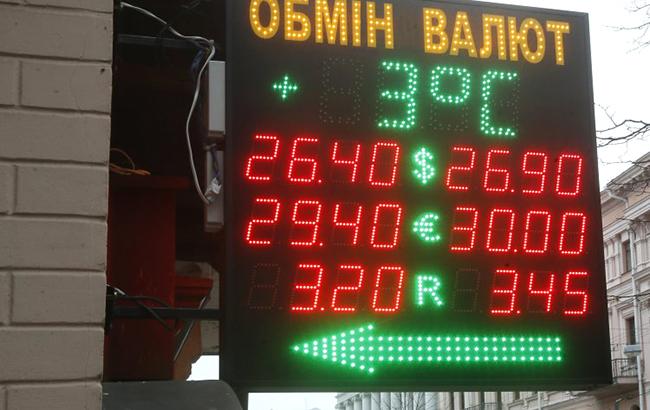 ОБМІН ВАЛЮТ
+3°C
26.40 $ 26.90
29.40 € 30.00
3.20 R 3.45